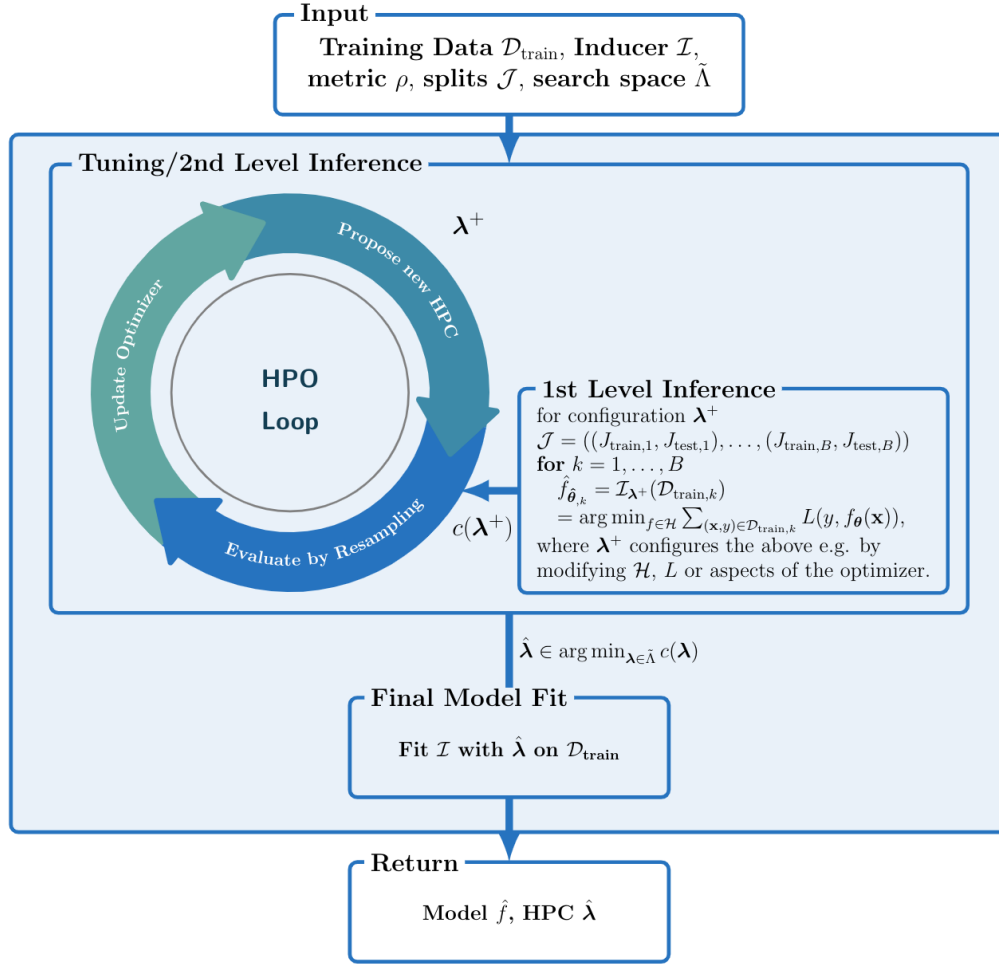 Input
Training Data 𝒟_train, Inducer ℐ,
metric ρ, splits 𝒥, search space Λ̃
Tuning/2nd Level Inference
λ⁺
Propose new HPC
Update Optimizer
HPO
Loop
Evaluate by Resampling
c(λ⁺)
1st Level Inference
for configuration λ⁺
𝒥 = ((J_train,1, J_test,1), . . . , (J_train,B, J_test,B))
for k = 1, . . . , B
f̂_θ̂,k = ℐ_λ⁺(𝒟_train,k)
= arg min_f∈ℋ ∑_(x,y)∈𝒟_train,k L(y, f_θ(x)),
where λ⁺ configures the above e.g. by
modifying ℋ, L or aspects of the optimizer.
λ̂ ∈ arg min_λ∈Λ̃ c(λ)
Final Model Fit
Fit ℐ with λ̂ on 𝒟_train
Return
Model f̂, HPC λ̂